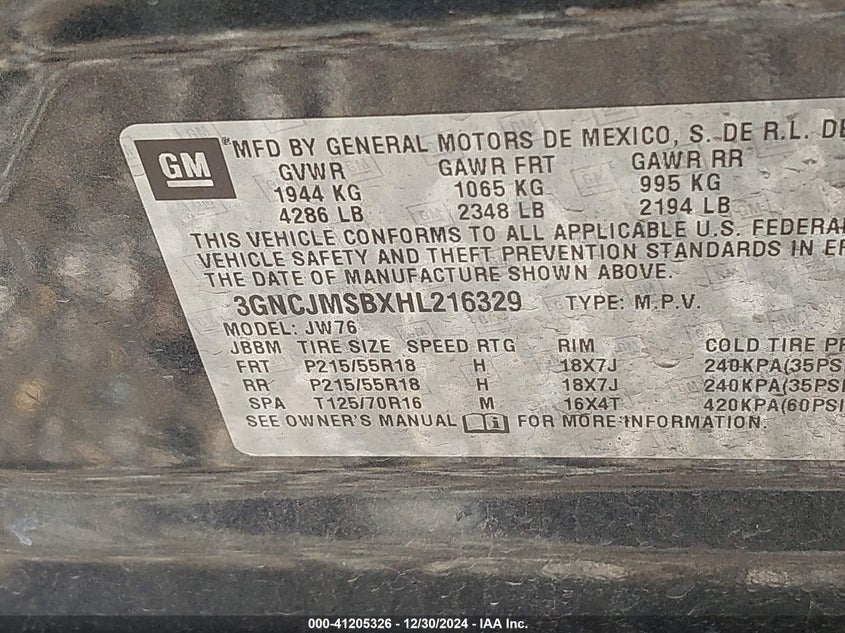 GM® MFD BY GENERAL MOTORS DE MEXICO, S. DE R.L. DE
GVWR GAWR FRT GAWR RR
1944 KG 1065 KG 995 KG
4286 LB 2348 LB 2194 LB
THIS VEHICLE CONFORMS TO ALL APPLICABLE U.S. FEDERAL
VEHICLE SAFETY AND THEFT PREVENTION STANDARDS IN EF
THE DATE OF MANUFACTURE SHOWN ABOVE.
3GNCJMSBXHL216329 TYPE: M.P.V.
MODEL: JW76
JBBM TIRE SIZE SPEED RTG RIM COLD TIRE PR
FRT P215/55R18 H 18X7J 240KPA(35PSI
RR P215/55R18 H 18X7J 240KPA(35PSI
SPA T125/70R16 M 16X4T 420KPA(60PSI
SEE OWNER'S MANUAL FOR MORE INFORMATION.
000-41205326 - 12/30/2024 - IAA Inc.